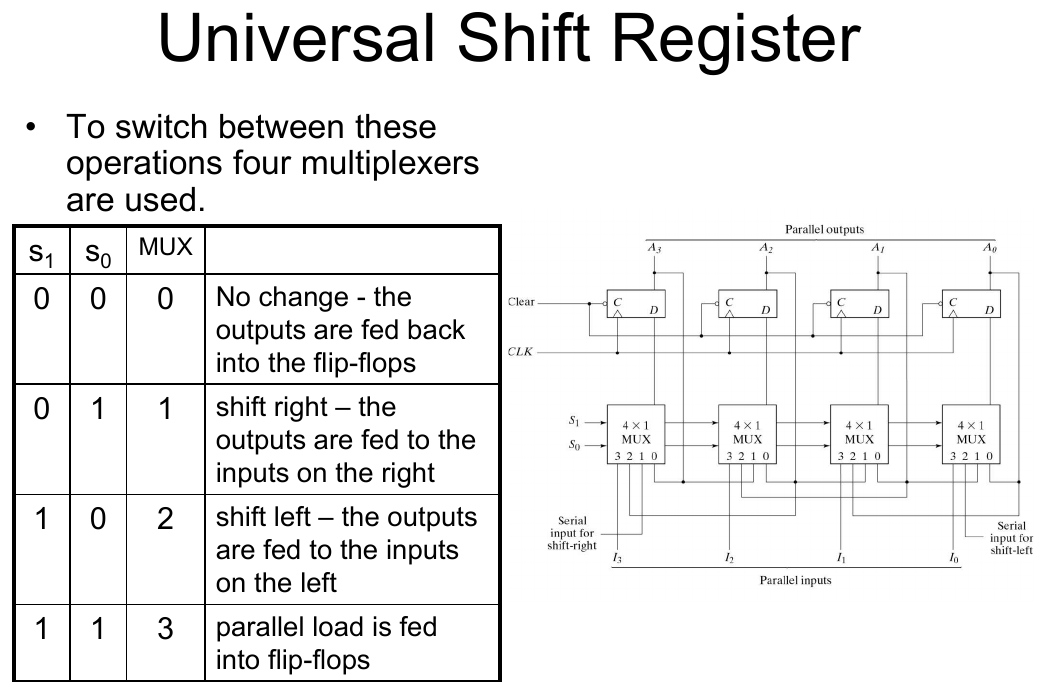 Universal Shift Register
• To switch between these
operations four multiplexers
are used.
s1 s0 MUX
0 0 0 No change - the
outputs are fed back
into the flip-flops
0 1 1 shift right – the
outputs are fed to the
inputs on the right
1 0 2 shift left – the outputs
are fed to the inputs
on the left
1 1 3 parallel load is fed
into flip-flops
Parallel outputs
A3 A2 A1 A0
Clear C D C D C D C D
CLK
S1
S0
4 × 1 4 × 1 4 × 1 4 × 1
MUX MUX MUX MUX
3 2 1 0 3 2 1 0 3 2 1 0 3 2 1 0
Serial
input for
shift-right
I3 I2 I1 I0
Serial
input for
shift-left
Parallel inputs